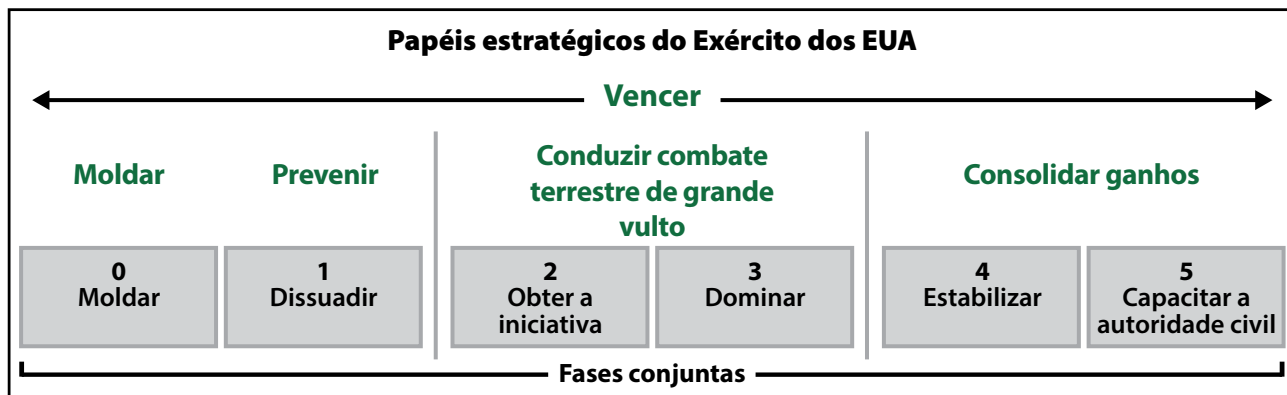 Papéis estratégicos do Exército dos EUA
Vencer
Moldar
Prevenir
Conduzir combate
terrestre de grande
vulto
Consolidar ganhos
0
Moldar
1
Dissuadir
2
Obter a
iniciativa
3
Dominar
4
Estabilizar
5
Capacitar a
autoridade civil
Fases conjuntas